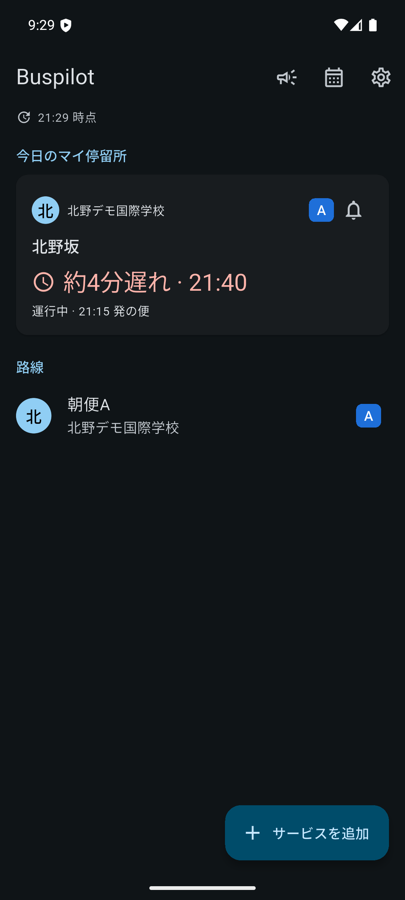 9:29
Buspilot
21:29 時点
今日のマイ停留所
北 北野デモ国際学校 A
北野坂
約4分遅れ · 21:40
運行中 · 21:15 発の便
路線
北 朝便A A
北野デモ国際学校
サービスを追加